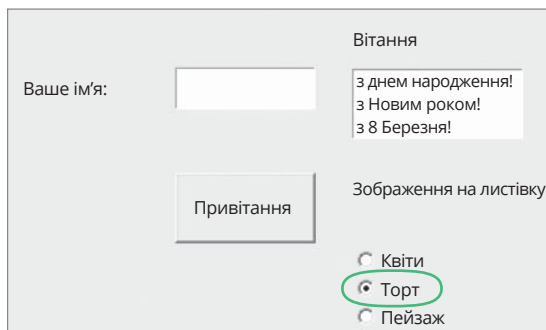 Вітання
Ваше ім’я:
з днем народження!
з Новим роком!
з 8 Березня!
Привітання
Зображення на листівку
Квіти
Торт
Пейзаж